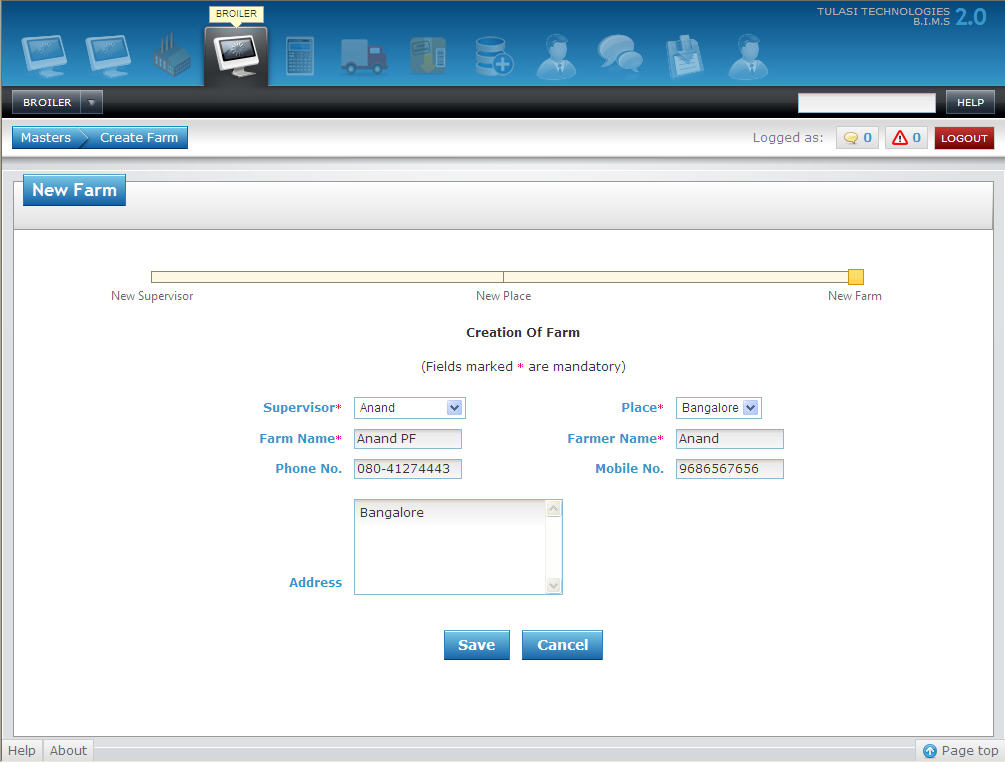 BROILER
TULASI TECHNOLOGIES
B.I.M.S 2.0
BROILER
HELP
Masters Create Farm
Logged as: 0 0 LOGOUT
New Farm
New Supervisor New Place New Farm
Creation Of Farm
(Fields marked * are mandatory)
Supervisor* Anand Place* Bangalore
Farm Name* Anand PF Farmer Name* Anand
Phone No. 080-41274443 Mobile No. 9686567656
Bangalore
Address
Save Cancel
Help About Page top